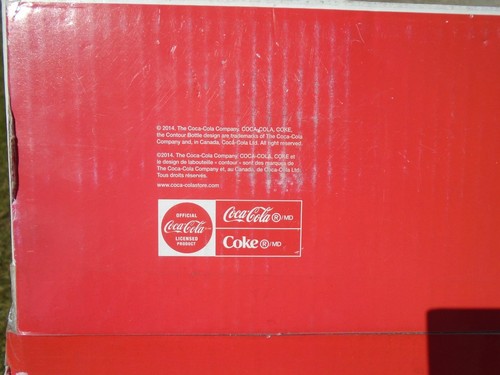 © 2014, The Coca-Cola Company. COCA-COLA, COKE,
the Contour Bottle design are trademarks of The Coca-Cola
Company and, in Canada, Coca-Cola Ltd. All right reserved.
©2014, The Coca-Cola Company. COCA-COLA, COKE et
le design de labouteille - contour - sont des marques de
The Coca-Cola Company et, au Canada, de Coca-Cola Ltd.
Tous droits réservés.
www.coca-colastore.com
OFFICIAL
Coca-Cola
LICENSED
PRODUCT
Coca-Cola®/MD
Coke®/MD